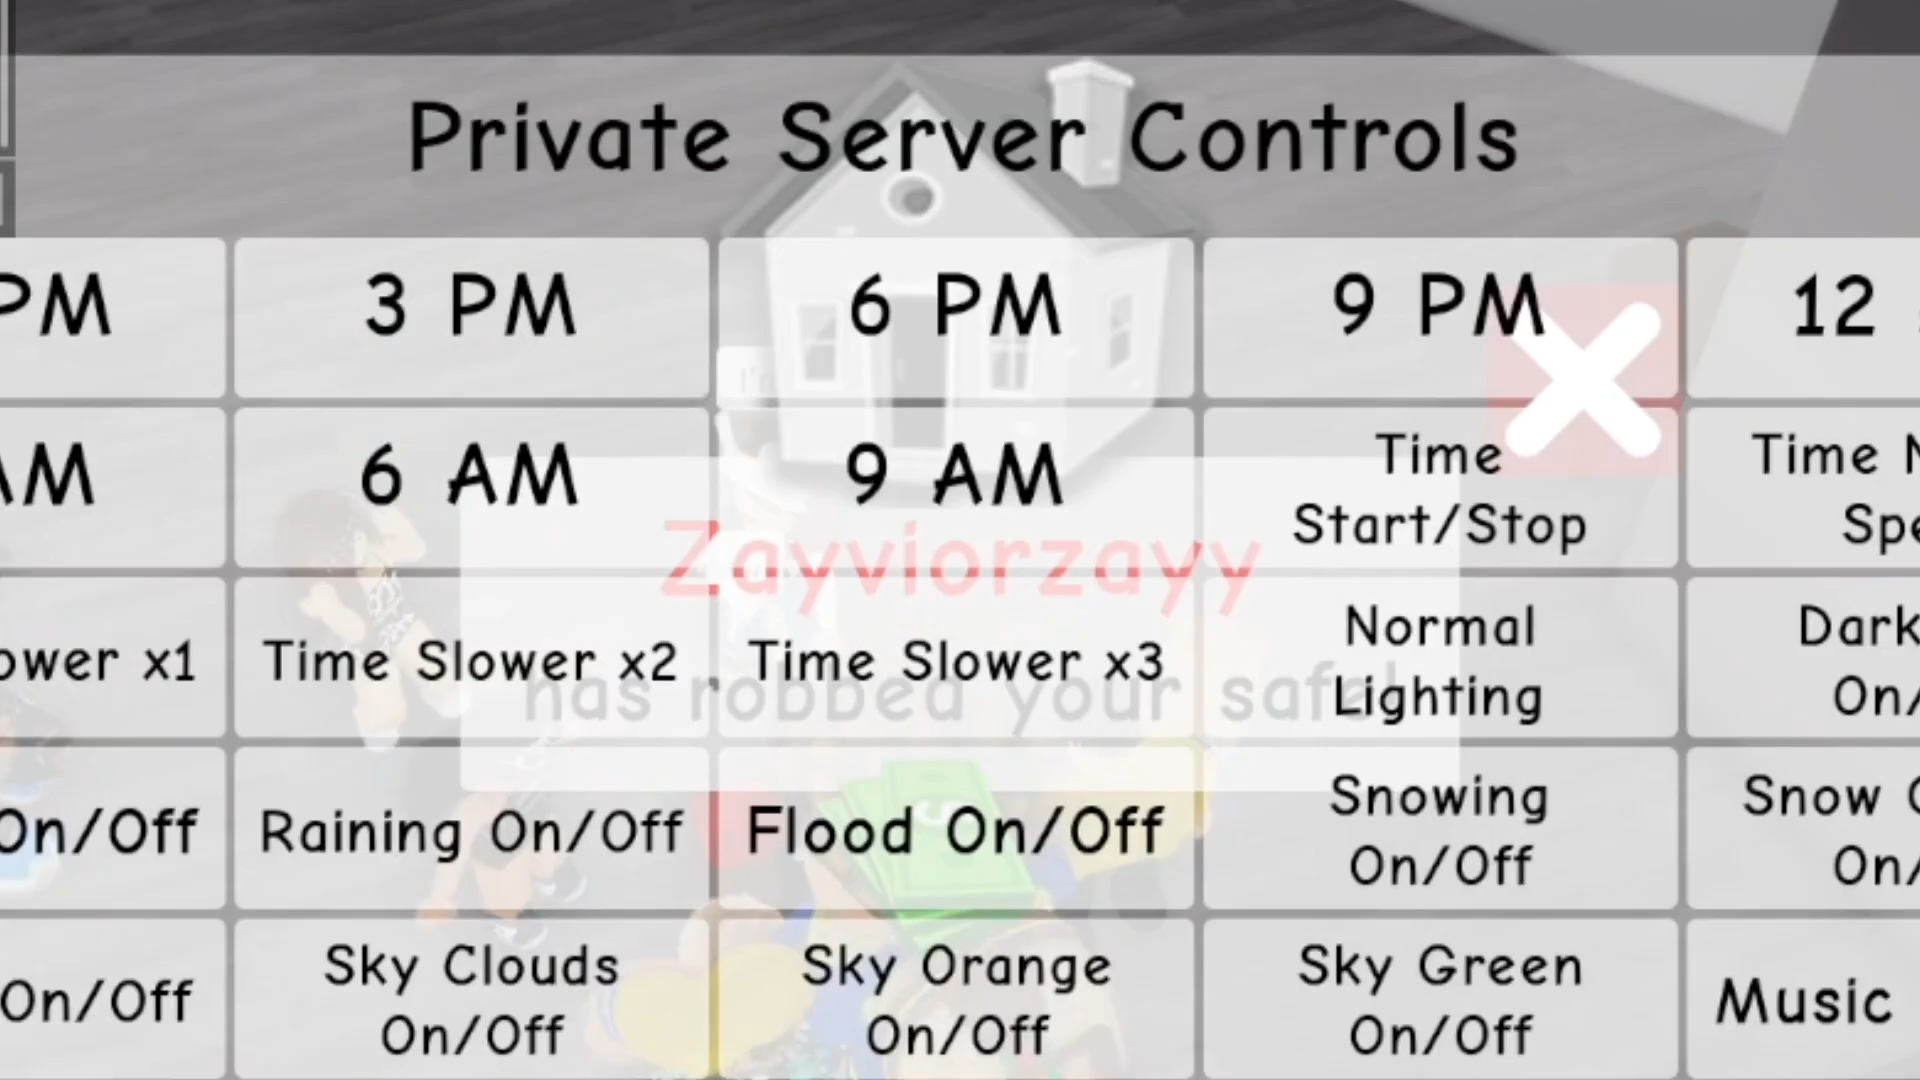 Private Server Controls
PM
3 PM
6 PM
9 PM
12
AM
6 AM
9 AM
Time
Start/Stop
Time
Zayviorzayy
has robbed your safe!
x1
Time Slower x2
Time Slower x3
Normal
Lighting
Dark
On/
On/Off
Raining On/Off
Flood On/Off
Snowing
On/Off
Snow
On/
On/Off
Sky Clouds
On/Off
Sky Orange
On/Off
Sky Green
On/Off
Music